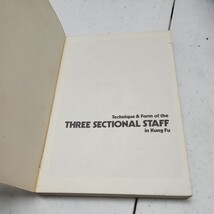 Technique & Form of the
THREE SECTIONAL STAFF
in Kung Fu